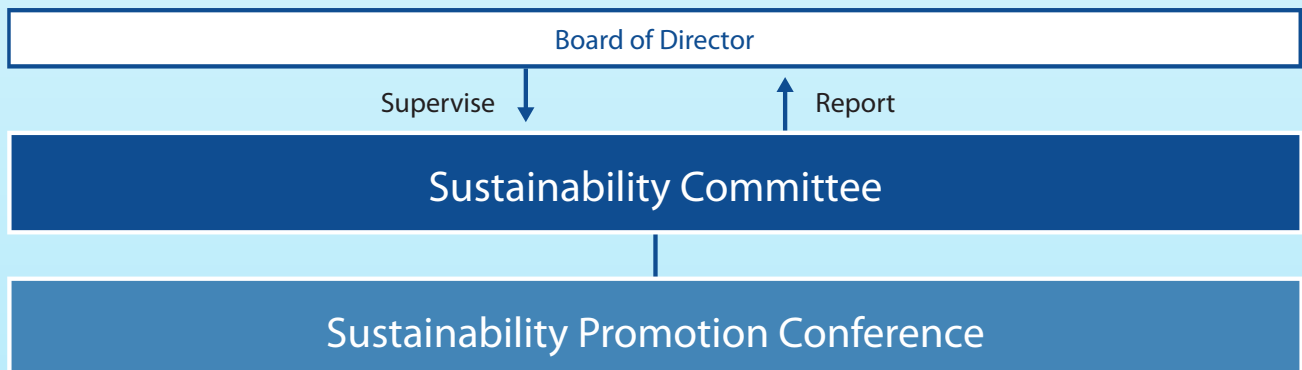 Board of Director
Supervise
Report
Sustainability Committee
Sustainability Promotion Conference